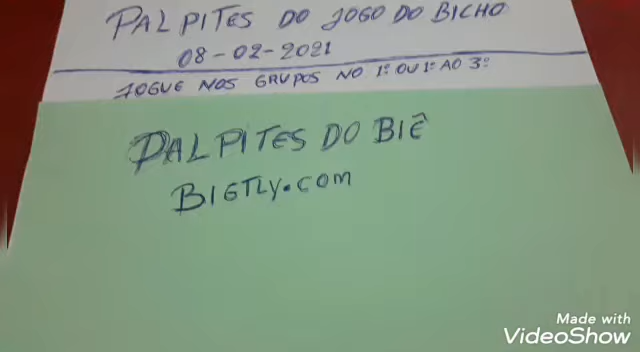 PALPITES DO JOGO DO BICHO
08-02-2021
JOGUE NOS GRUPOS NO 1º OU 1º AO 3º
PALPITES DO BIÊ
BIETLY.COM
Made with
VideoShow